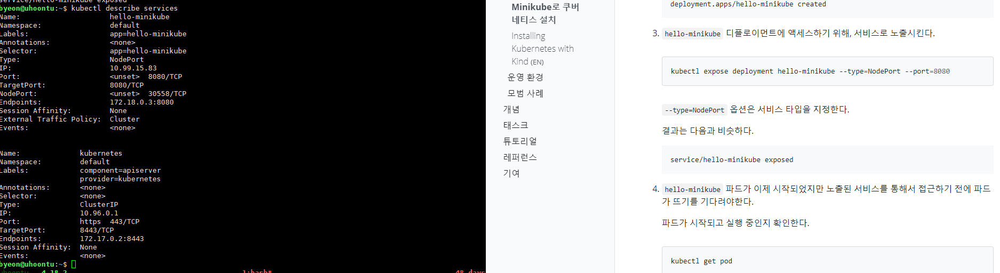 service/hello-minikube exposed
byeon@uhoontu:~$ kubectl describe services
Name:                     hello-minikube
Namespace:                default
Labels:                   app=hello-minikube
Annotations:              <none>
Selector:                 app=hello-minikube
Type:                     NodePort
IP:                       10.99.15.83
Port:                     <unset>  8080/TCP
TargetPort:               8080/TCP
NodePort:                 <unset>  30558/TCP
Endpoints:                172.18.0.3:8080
Session Affinity:         None
External Traffic Policy:  Cluster
Events:                   <none>
Name:              kubernetes
Namespace:         default
Labels:            component=apiserver
                   provider=kubernetes
Annotations:       <none>
Selector:          <none>
Type:              ClusterIP
IP:                10.96.0.1
Port:              https  443/TCP
TargetPort:        8443/TCP
Endpoints:         172.17.0.2:8443
Session Affinity:  None
Events:            <none>
byeon@uhoontu:~$
uhoontu   4.18.2   1:bash*   48 days
Minikube로 쿠버
네티스 설치
Installing
Kubernetes with
Kind (EN)
운영 환경
모범 사례
개념
태스크
튜토리얼
레퍼런스
기여
deployment.apps/hello-minikube created
3. hello-minikube 디플로이먼트에 액세스하기 위해, 서비스로 노출시킨다.
kubectl expose deployment hello-minikube --type=NodePort --port=8080
--type=NodePort 옵션은 서비스 타입을 지정한다.
결과는 다음과 비슷하다.
service/hello-minikube exposed
4. hello-minikube 파드가 이제 시작되었지만 노출된 서비스를 통해서 접근하기 전에 파드
가 뜨기를 기다려야한다.
파드가 시작되고 실행 중인지 확인한다.
kubectl get pod